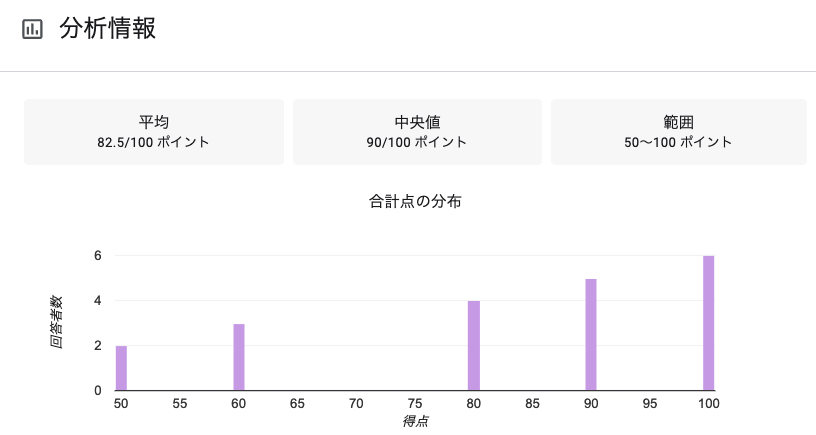 分析情報
平均
82.5/100 ポイント
中央値
90/100 ポイント
範囲
50～100 ポイント
合計点の分布
回答者数
6
4
2
0
50 55 60 65 70 75 80 85 90 95 100
得点